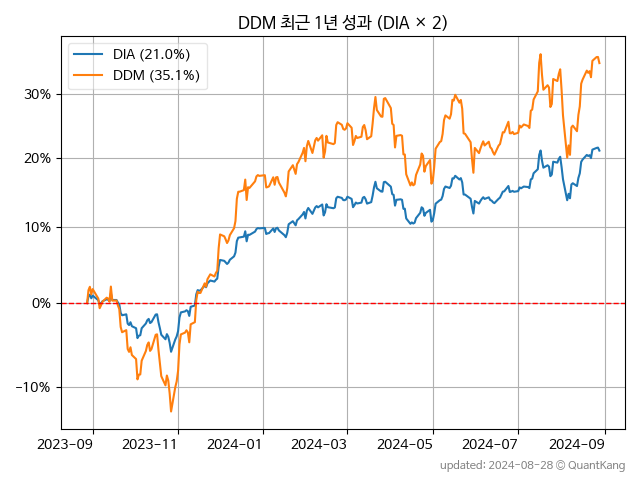 DDM 최근 1년 성과 (DIA × 2)
DIA (21.0%)
DDM (35.1%)
30%
20%
10%
0%
−10%
2023-09 2023-11 2024-01 2024-03 2024-05 2024-07 2024-09
updated: 2024-08-28 © QuantKang